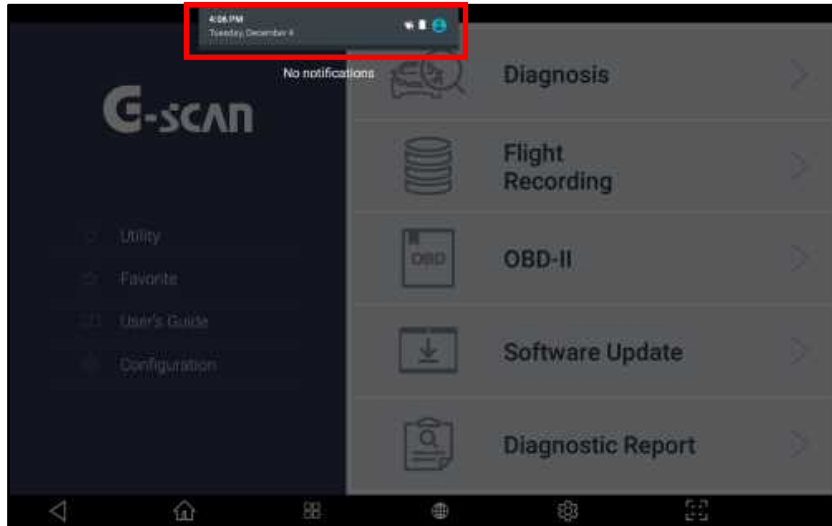 4:06 PM
Tuesday, December 4
No notifications
G-scan
Utility
Favorite
User's Guide
Configuration
Diagnosis
Flight
Recording
OBD
OBD-II
Software Update
Diagnostic Report